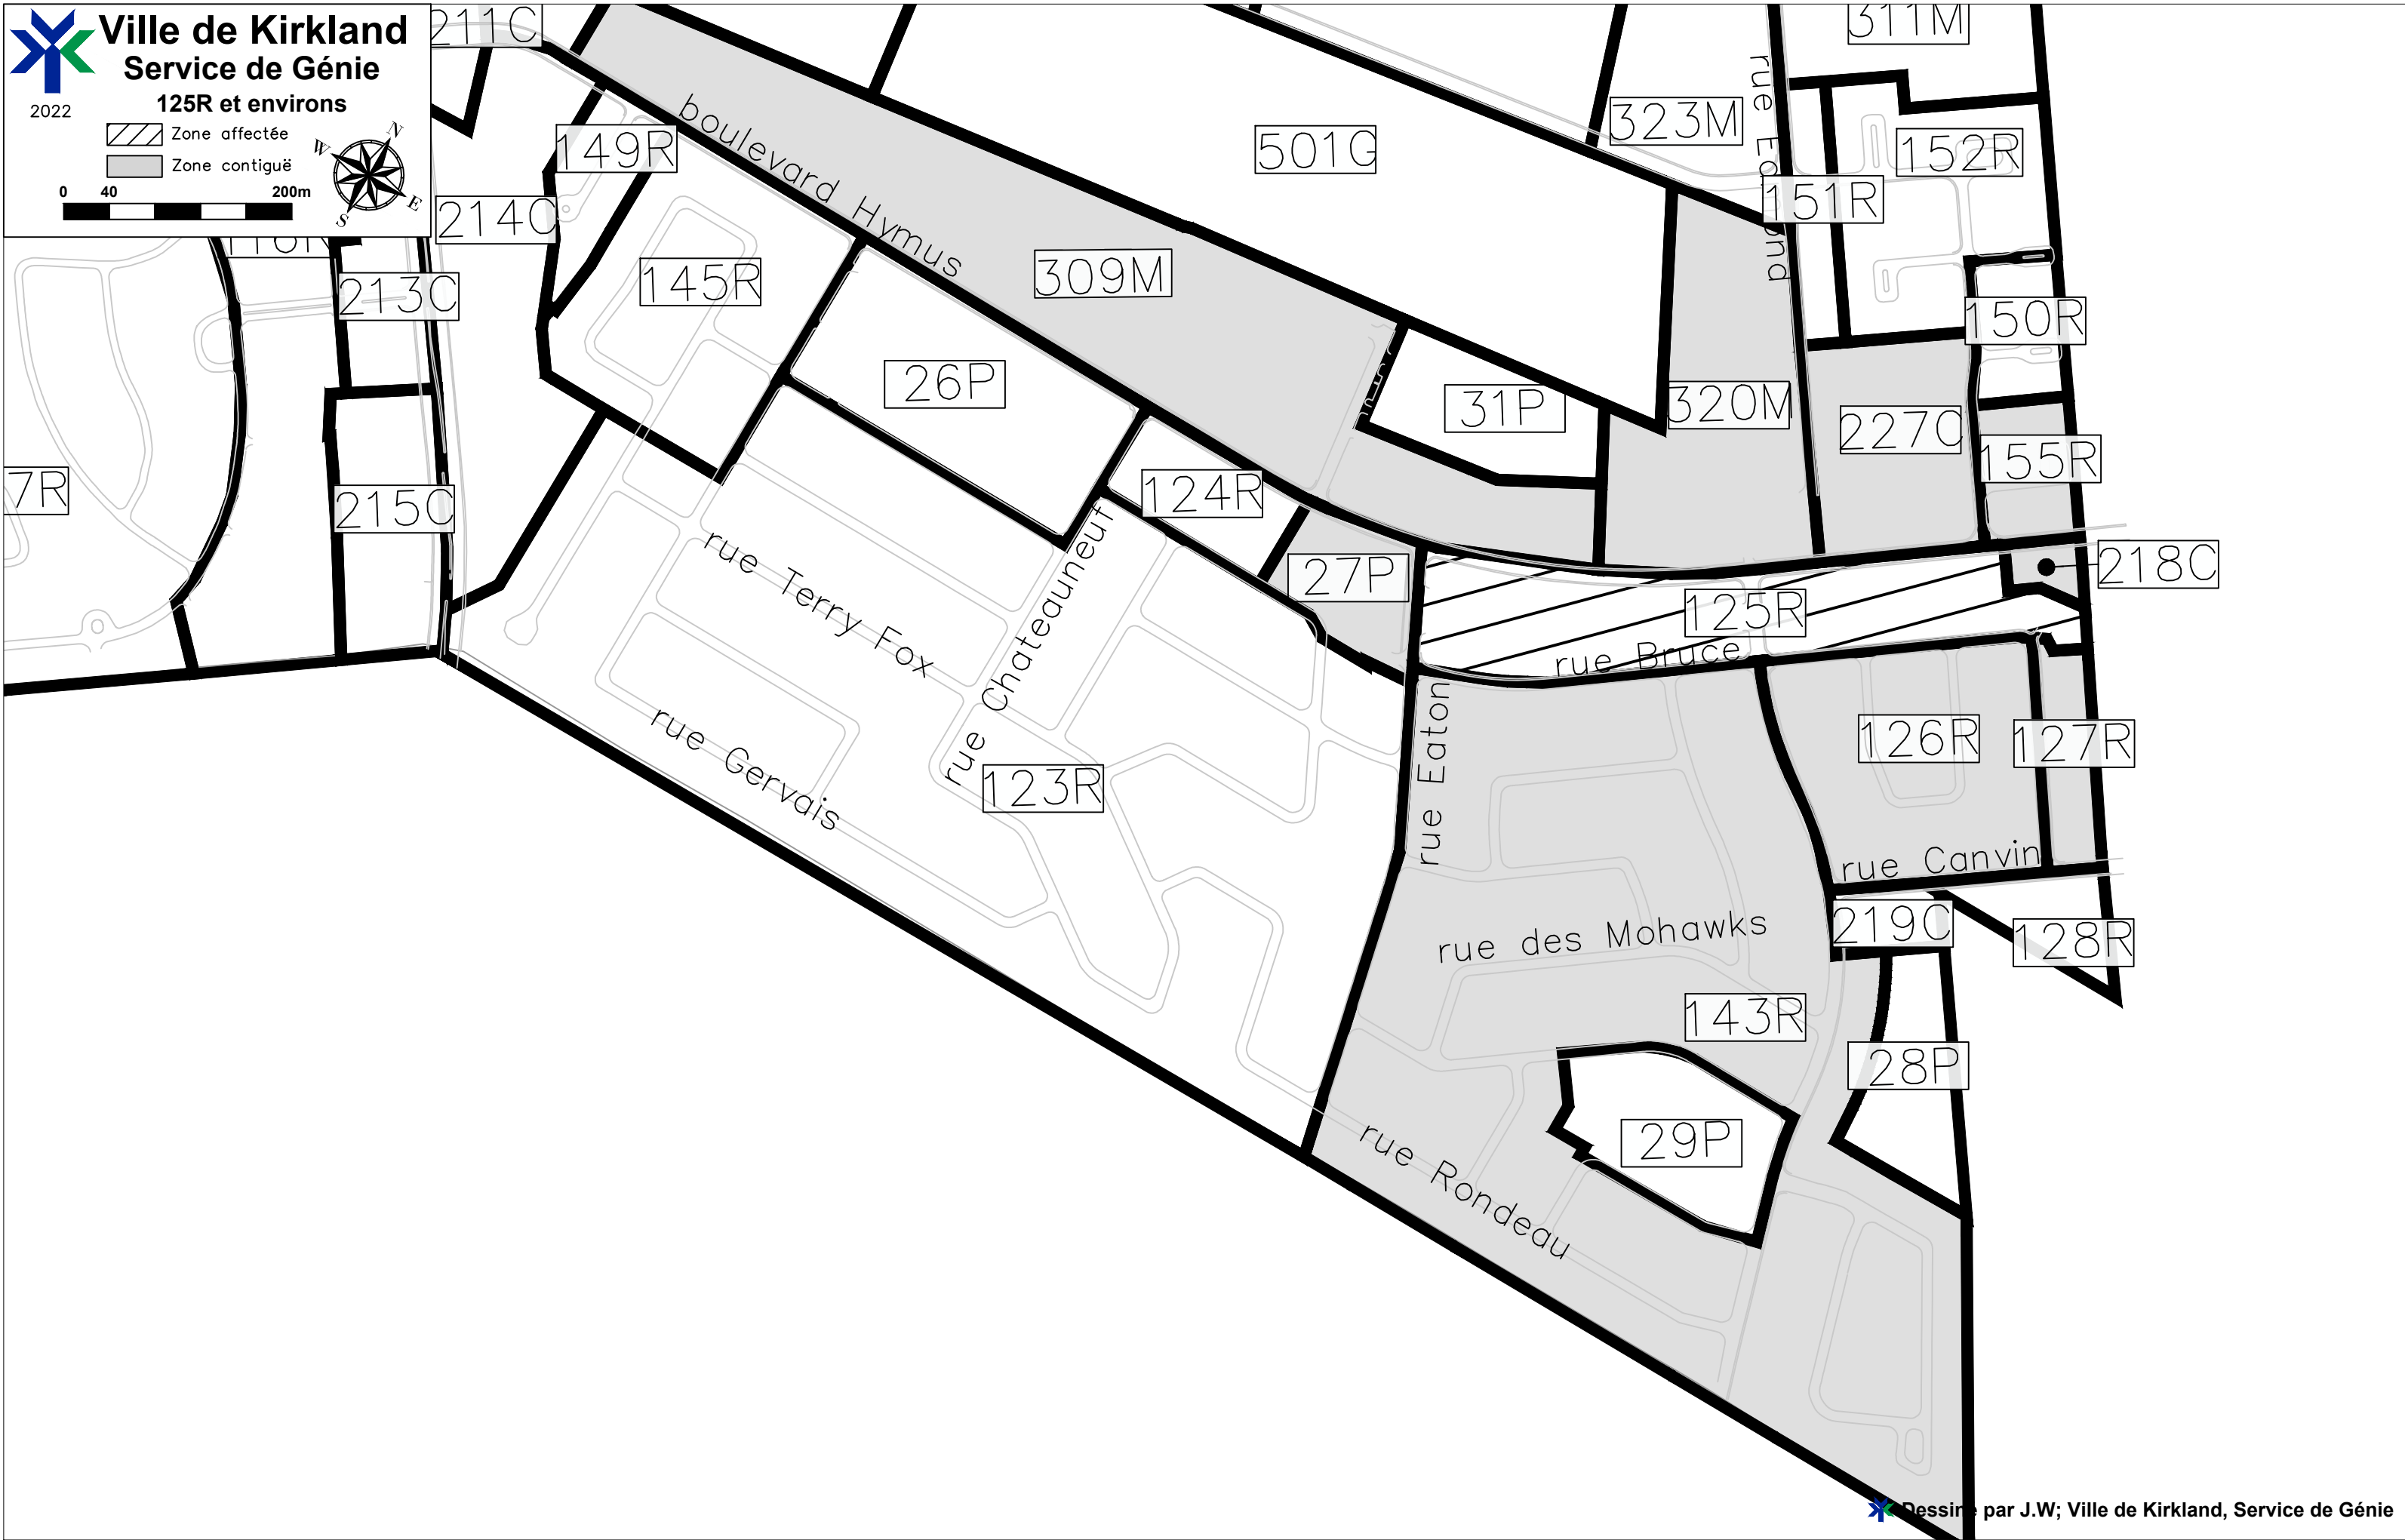 Ville de Kirkland
Service de Génie
2022
125R et environs
Zone affectée
Zone contiguë
0 40 200m
N
W
E
S
211C
311M
323M
501G
152R
149R
151R
214C
213C
145R
309M
150R
26P
31P
320M
227C
155R
7R
215C
124R
27P
218C
125R
126R
127R
123R
219C
128R
143R
28P
29P
boulevard Hymus
rue Terry Fox
rue Chateauneuf
rue Gervais
rue Bruce
rue Eaton
rue Canvin
rue des Mohawks
rue Rondeau
Dessiné par J.W; Ville de Kirkland, Service de Génie